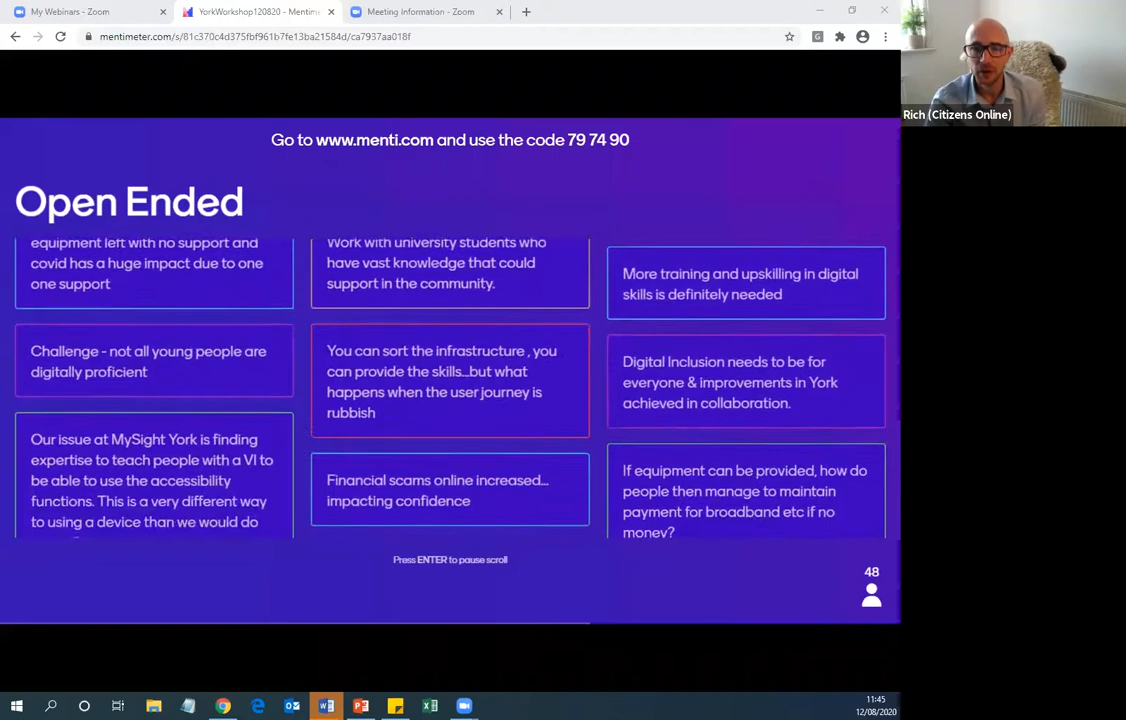 My Webinars - Zoom
YorkWorkshop120820 - Mentim
Meeting Information - Zoom
mentimeter.com/s/81c370c4d375fbf961b7fe13ba21584d/ca7937aa018f
Rich (Citizens Online)
Go to www.menti.com and use the code 79 74 90
Open Ended
equipment left with no support and
covid has a huge impact due to one
one support
Challenge - not all young people are
digitally proficient
Our issue at MySight York is finding
expertise to teach people with a VI to
be able to use the accessibility
functions. This is a very different way
to using a device than we would do
Work with university students who
have vast knowledge that could
support in the community.
You can sort the infrastructure , you
can provide the skills...but what
happens when the user journey is
rubbish
Financial scams online increased...
impacting confidence
More training and upskilling in digital
skills is definitely needed
Digital Inclusion needs to be for
everyone & improvements in York
achieved in collaboration.
If equipment can be provided, how do
people then manage to maintain
payment for broadband etc if no
money?
Press ENTER to pause scroll
48
11:45
12/08/2020